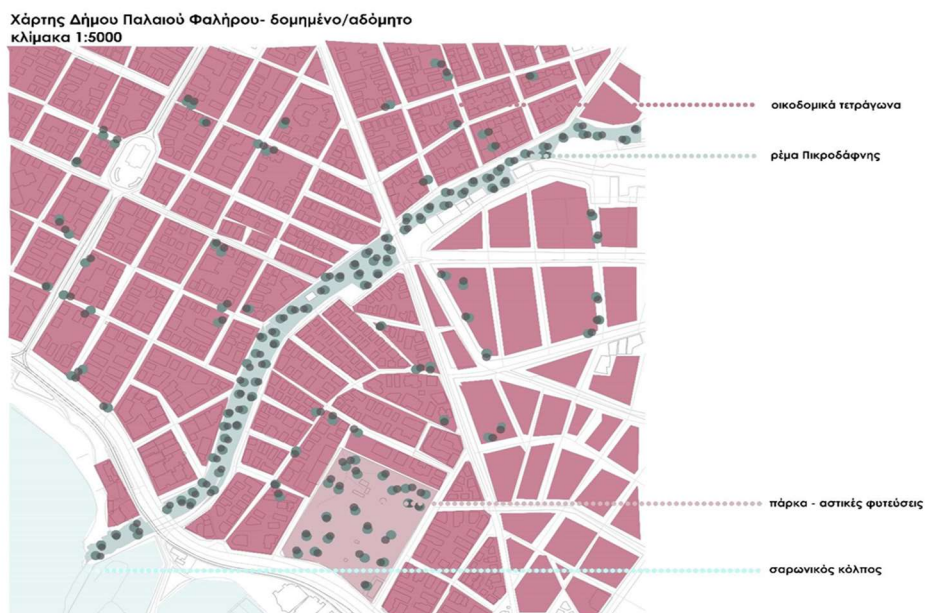 Χάρτης Δήμου Παλαιού Φαλήρου- δομημένο/αδόμητο
κλίμακα 1:5000
οικοδομικά τετράγωνα
ρέμα Πικροδάφνης
πάρκα - αστικές φυτεύσεις
σαρωνικός κόλπος